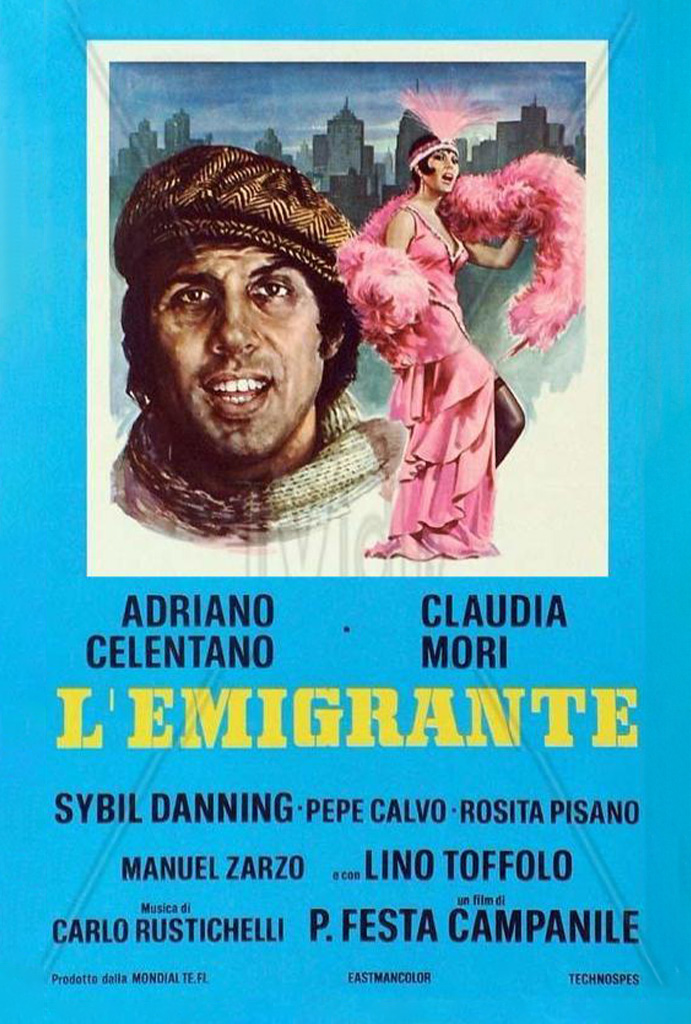 ADRIANO CLAUDIA
CELENTANO · MORI
L'EMIGRANTE
SYBIL DANNING · PEPE CALVO · ROSITA PISANO
MANUEL ZARZO e con LINO TOFFOLO
Musica di un film di
CARLO RUSTICHELLI P. FESTA CAMPANILE
Prodotto dalla MONDIAL TE.FI. EASTMANCOLOR TECHNOSPES